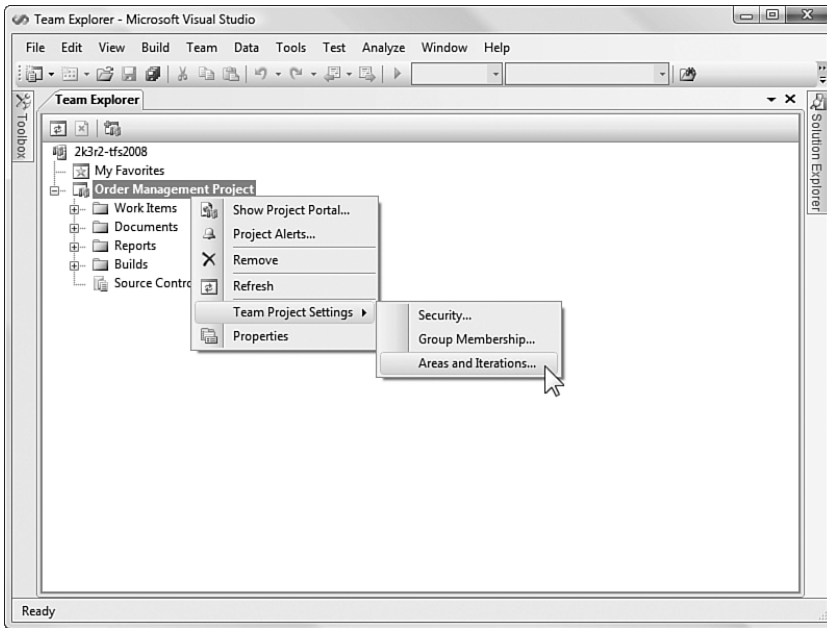 Team Explorer - Microsoft Visual Studio
File Edit View Build Team Data Tools Test Analyze Window Help
Toolbox
Team Explorer
Solution Explorer
2k3r2-tfs2008
My Favorites
Order Management Project
Work Items
Documents
Reports
Builds
Source Contro
Show Project Portal...
Project Alerts...
Remove
Refresh
Team Project Settings
Properties
Security...
Group Membership...
Areas and Iterations...
Ready